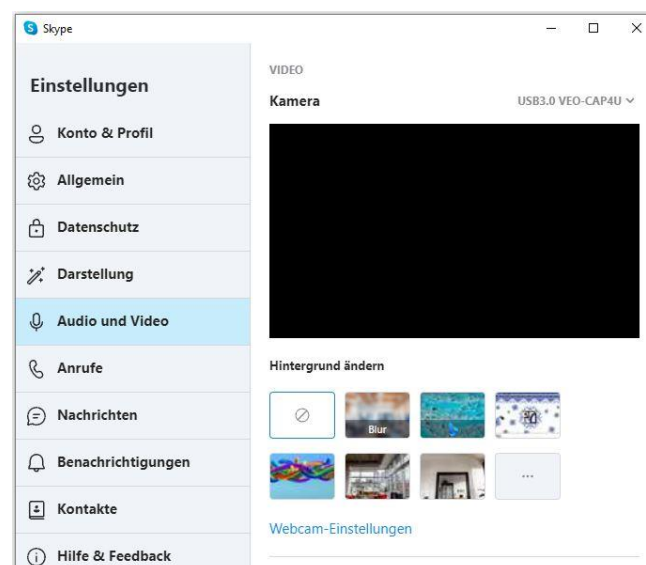 Skype
Einstellungen
Konto & Profil
Allgemein
Datenschutz
Darstellung
Audio und Video
Anrufe
Nachrichten
Benachrichtigungen
Kontakte
Hilfe & Feedback
VIDEO
Kamera
USB3.0 VEO-CAP4U
Hintergrund ändern
Blur
...
Webcam-Einstellungen